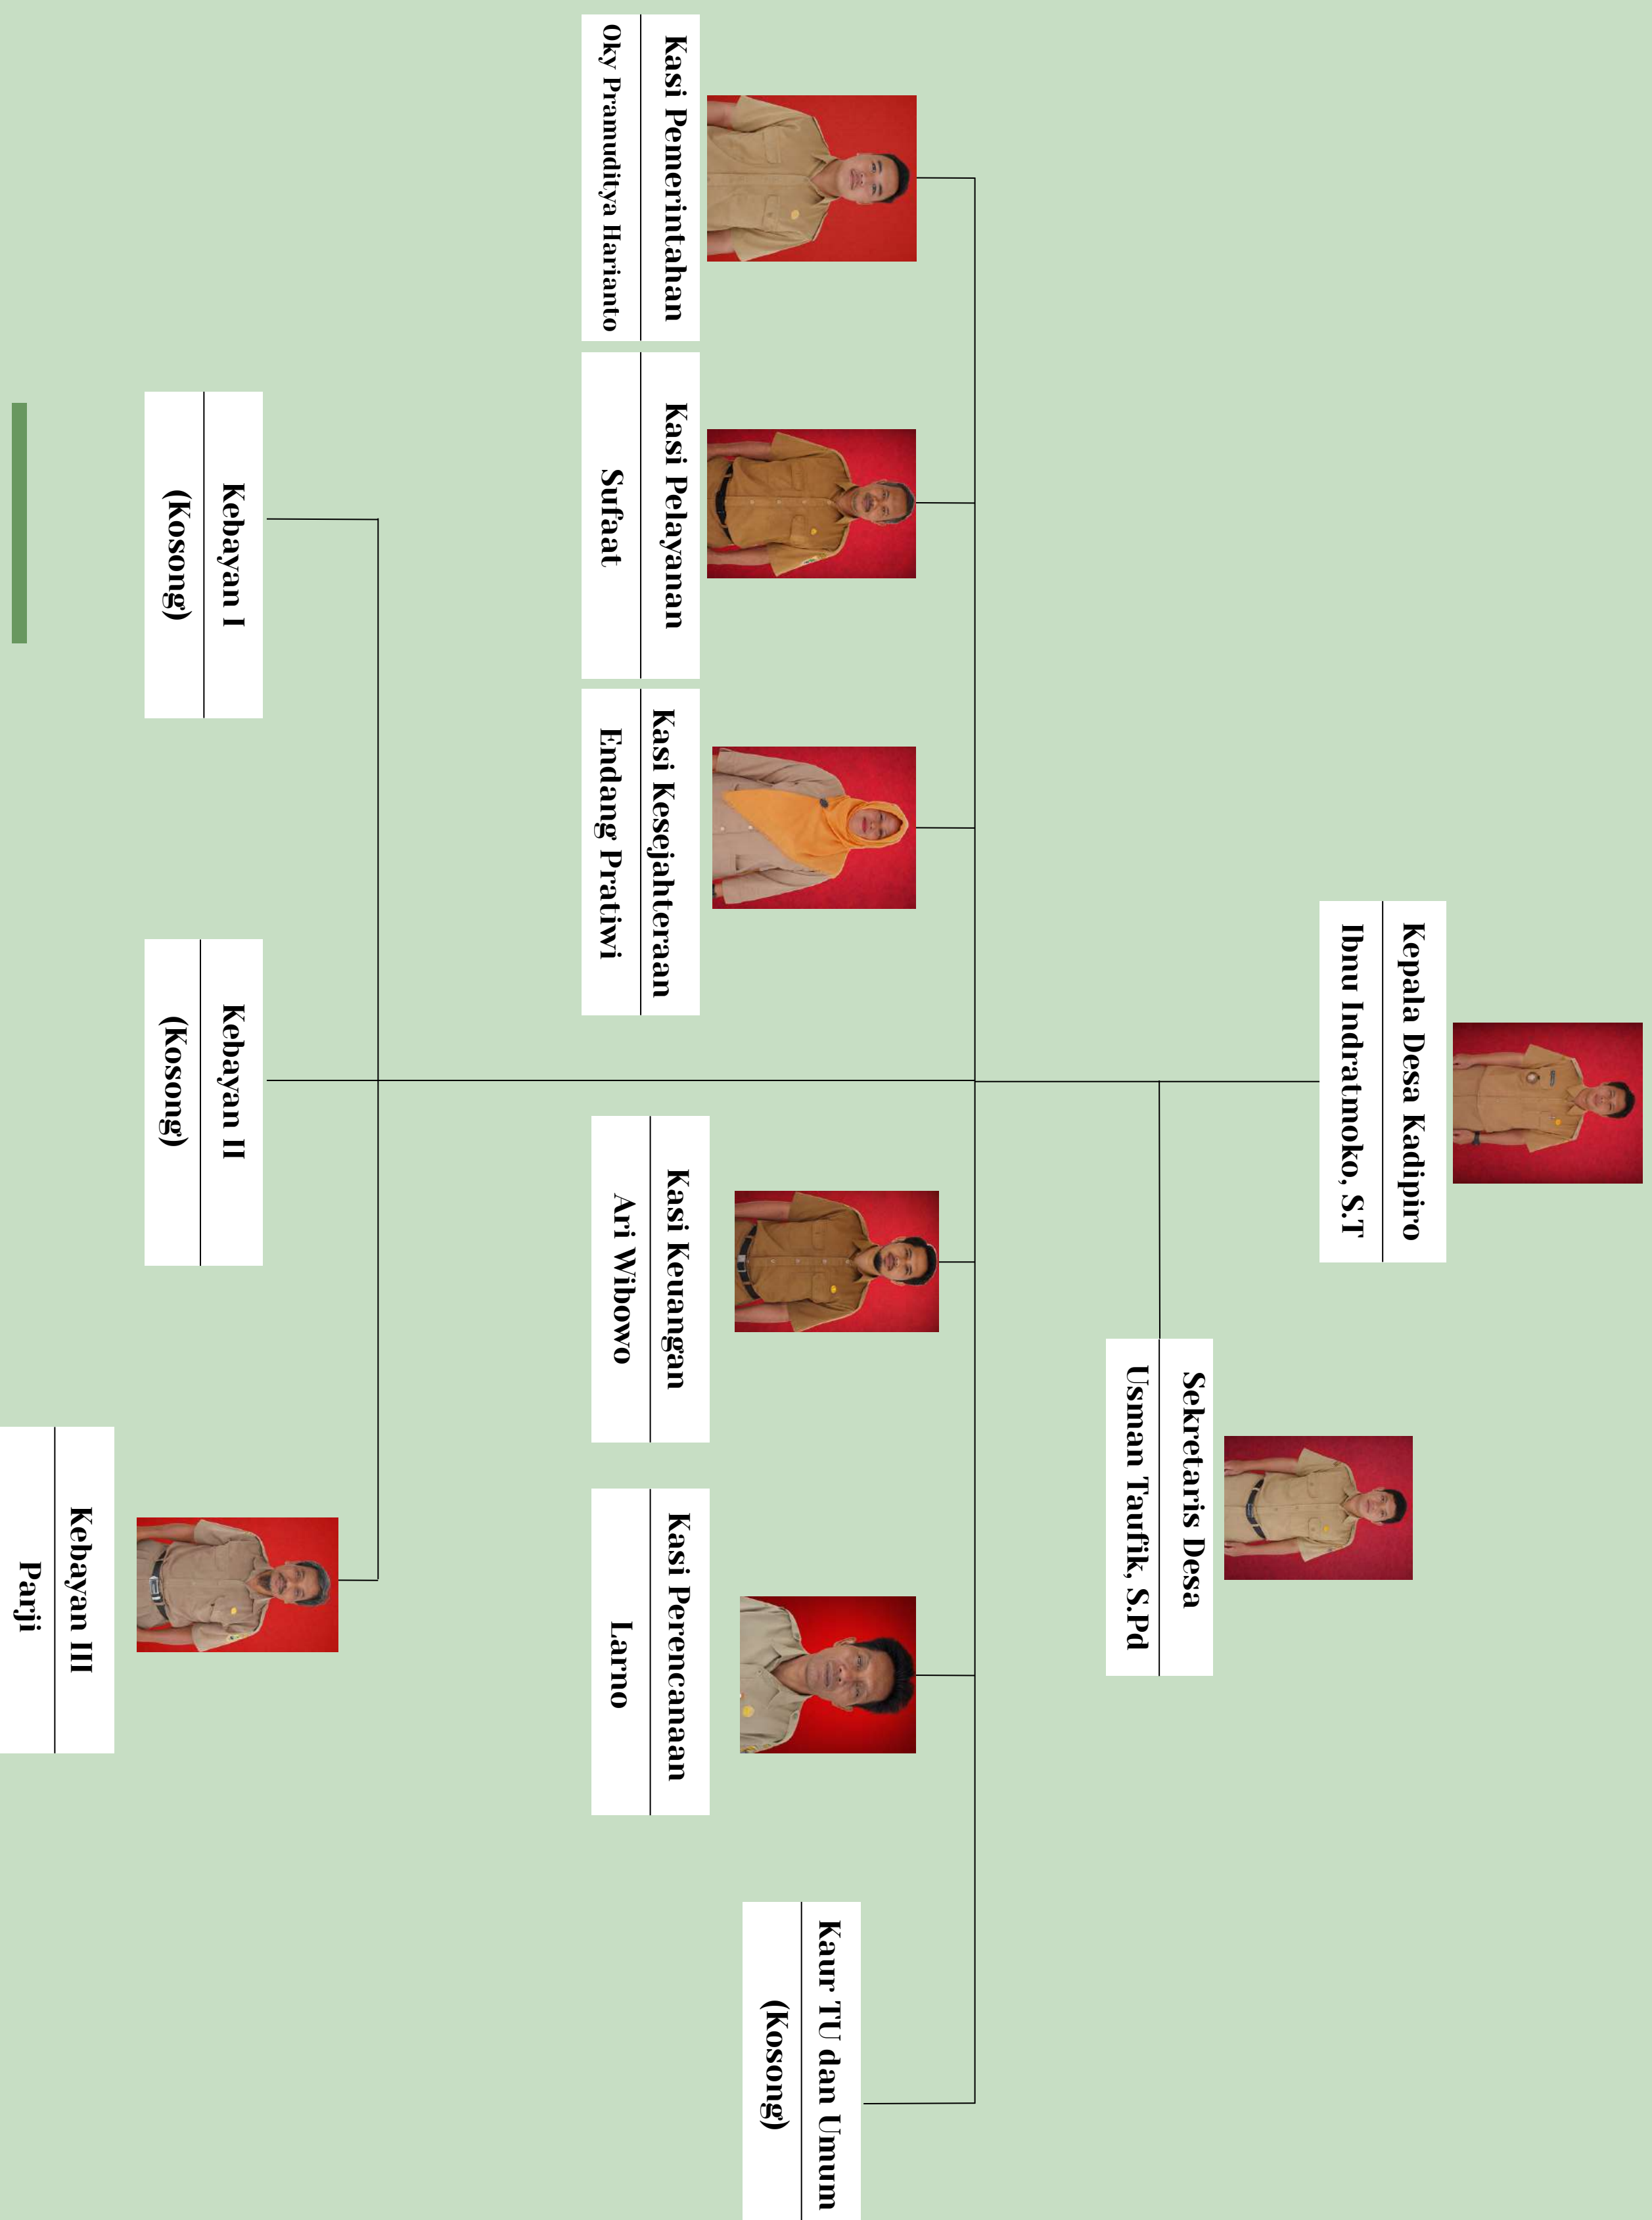 Kepala Desa Kadipiro
Ibnu Indratmoko, S.T
Sekretaris Desa
Usman Taufik, S.Pd
Kasi Pemerintahan
Oky Pramuditya Harianto
Kasi Pelayanan
Sufaat
Kasi Kesejahteraan
Endang Pratiwi
Kasi Keuangan
Ari Wibowo
Kasi Perencanaan
Larno
Kaur TU dan Umum
(Kosong)
Kebayan I
(Kosong)
Kebayan II
(Kosong)
Kebayan III
Parji